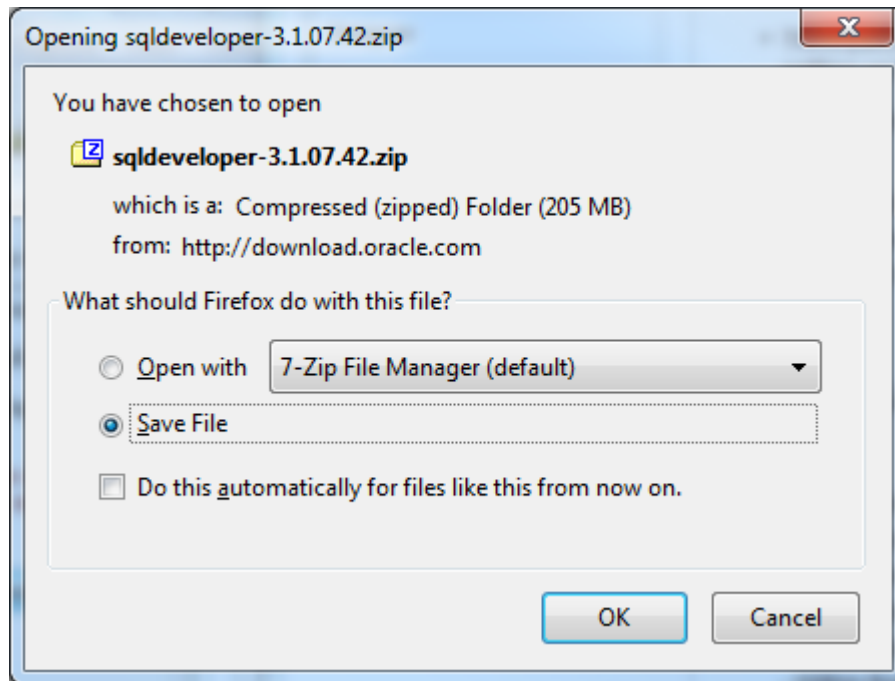 Opening sqldeveloper-3.1.07.42.zip
You have chosen to open
sqldeveloper-3.1.07.42.zip
which is a: Compressed (zipped) Folder (205 MB)
from: http://download.oracle.com
What should Firefox do with this file?
Open with 7-Zip File Manager (default)
Save File
Do this automatically for files like this from now on.
OK Cancel